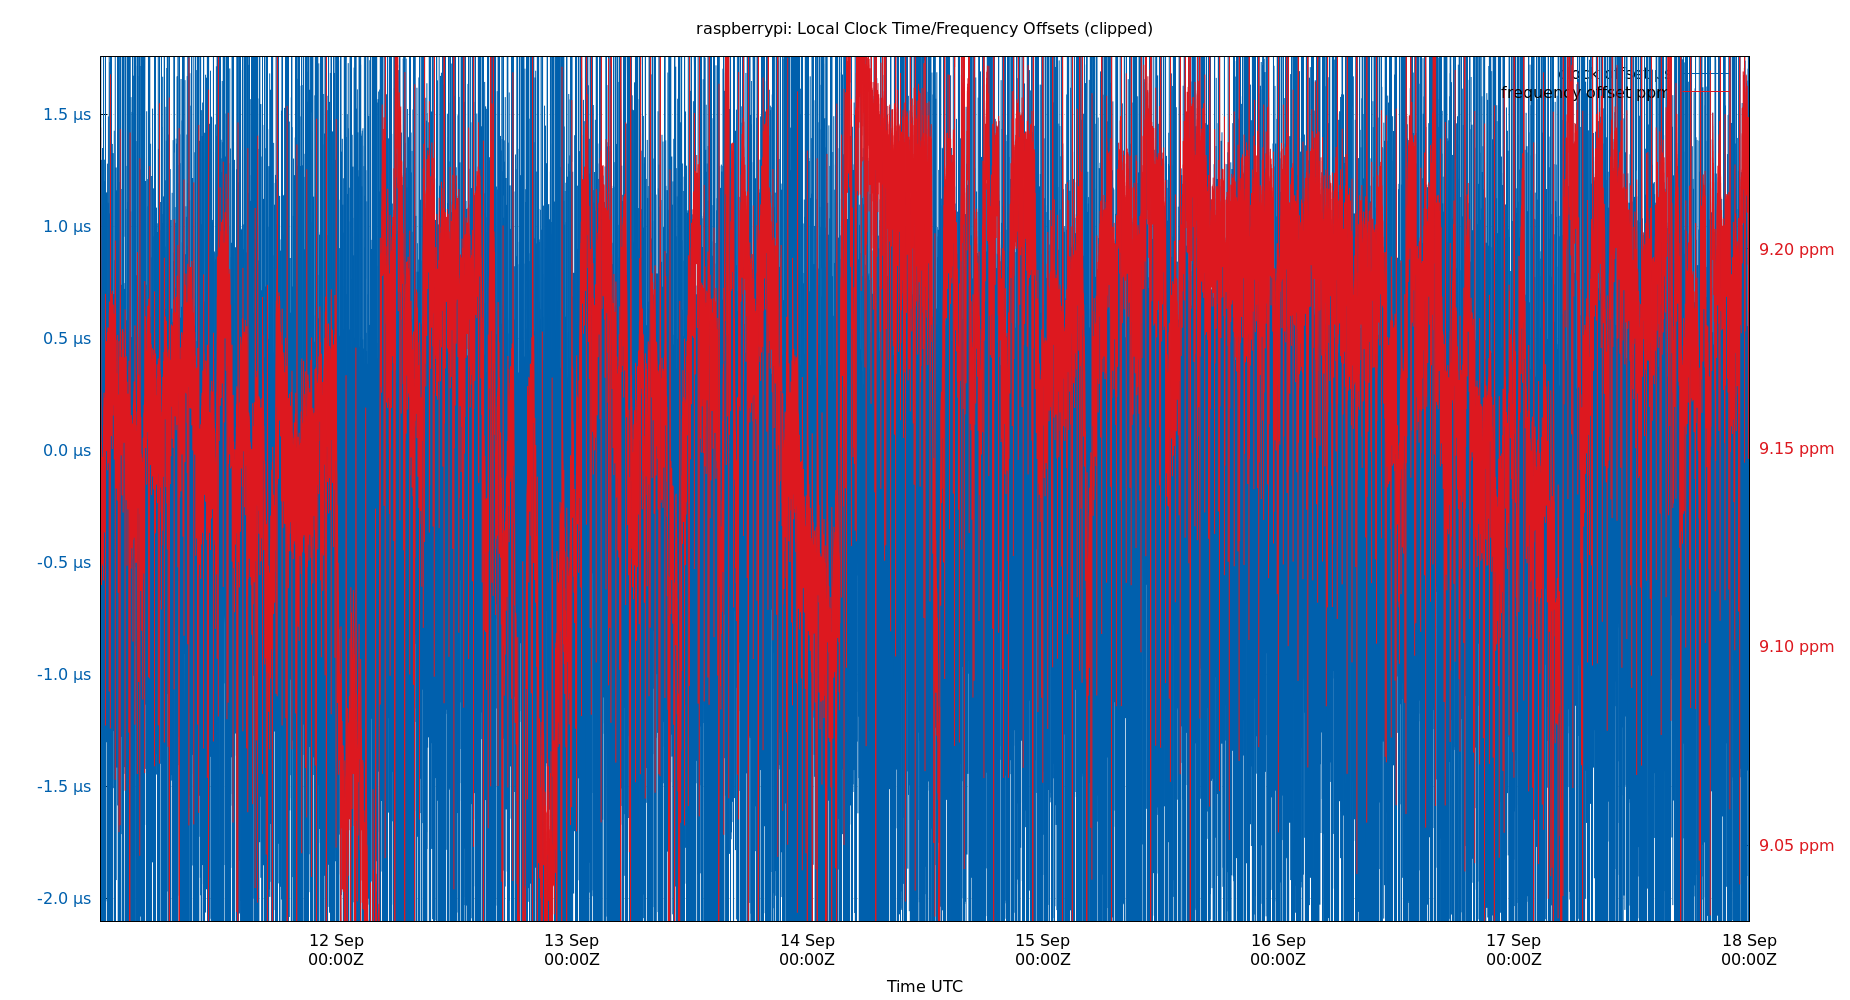 raspberrypi: Local Clock Time/Frequency Offsets (clipped)
clock offset µs
frequency offset ppm
1.5 µs
1.0 µs
0.5 µs
0.0 µs
-0.5 µs
-1.0 µs
-1.5 µs
-2.0 µs
9.20 ppm
9.15 ppm
9.10 ppm
9.05 ppm
12 Sep
00:00Z
13 Sep
00:00Z
14 Sep
00:00Z
15 Sep
00:00Z
16 Sep
00:00Z
17 Sep
00:00Z
18 Sep
00:00Z
Time UTC